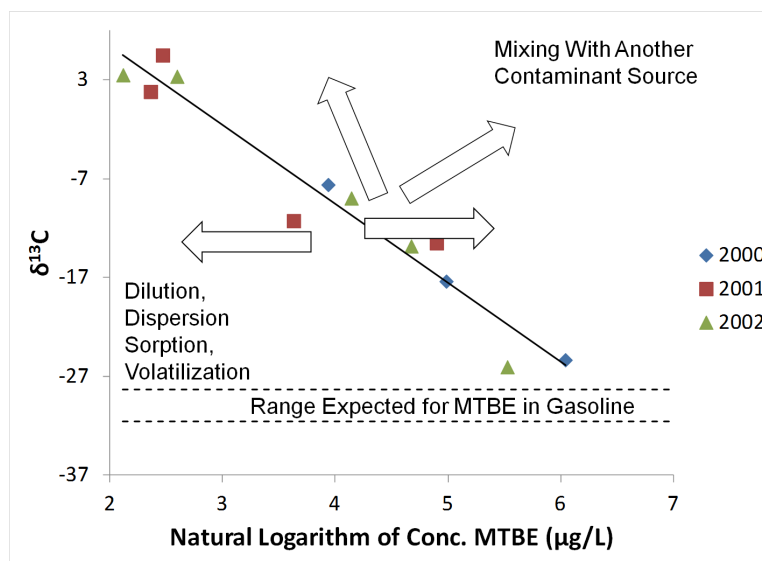 Mixing With Another
Contaminant Source
3
-7
-17
-27
-37
δ¹³C
Dilution,
Dispersion
Sorption,
Volatilization
Range Expected for MTBE in Gasoline
2000
2001
2002
2 3 4 5 6 7
Natural Logarithm of Conc. MTBE (µg/L)